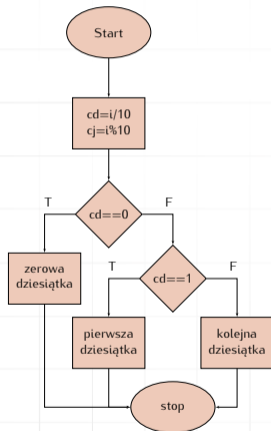 Start
cd=i/10
cj=i%10
T
F
cd==0
zerowa
dziesiątka
T
F
cd==1
pierwsza
dziesiątka
kolejna
dziesiątka
stop